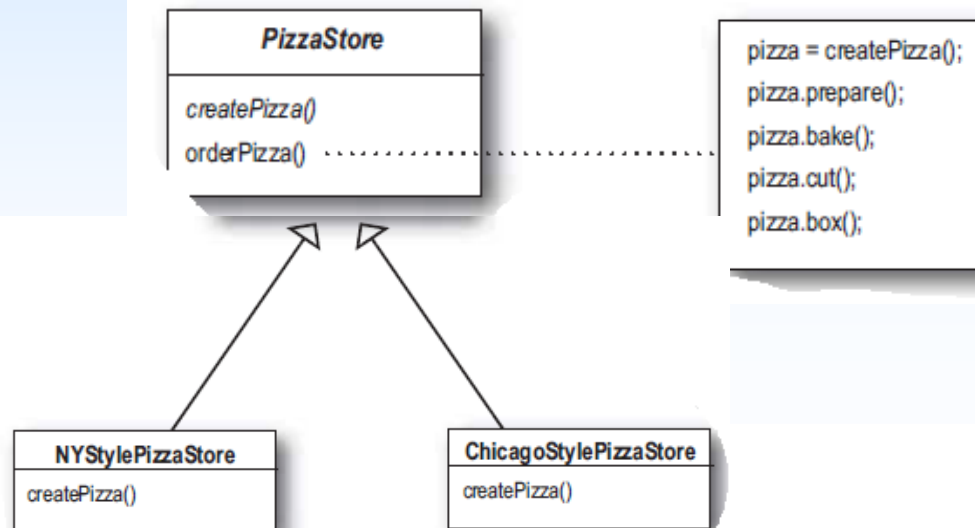 PizzaStore
createPizza()
orderPizza()
pizza = createPizza();
pizza.prepare();
pizza.bake();
pizza.cut();
pizza.box();
NYStylePizzaStore
createPizza()
ChicagoStylePizzaStore
createPizza()